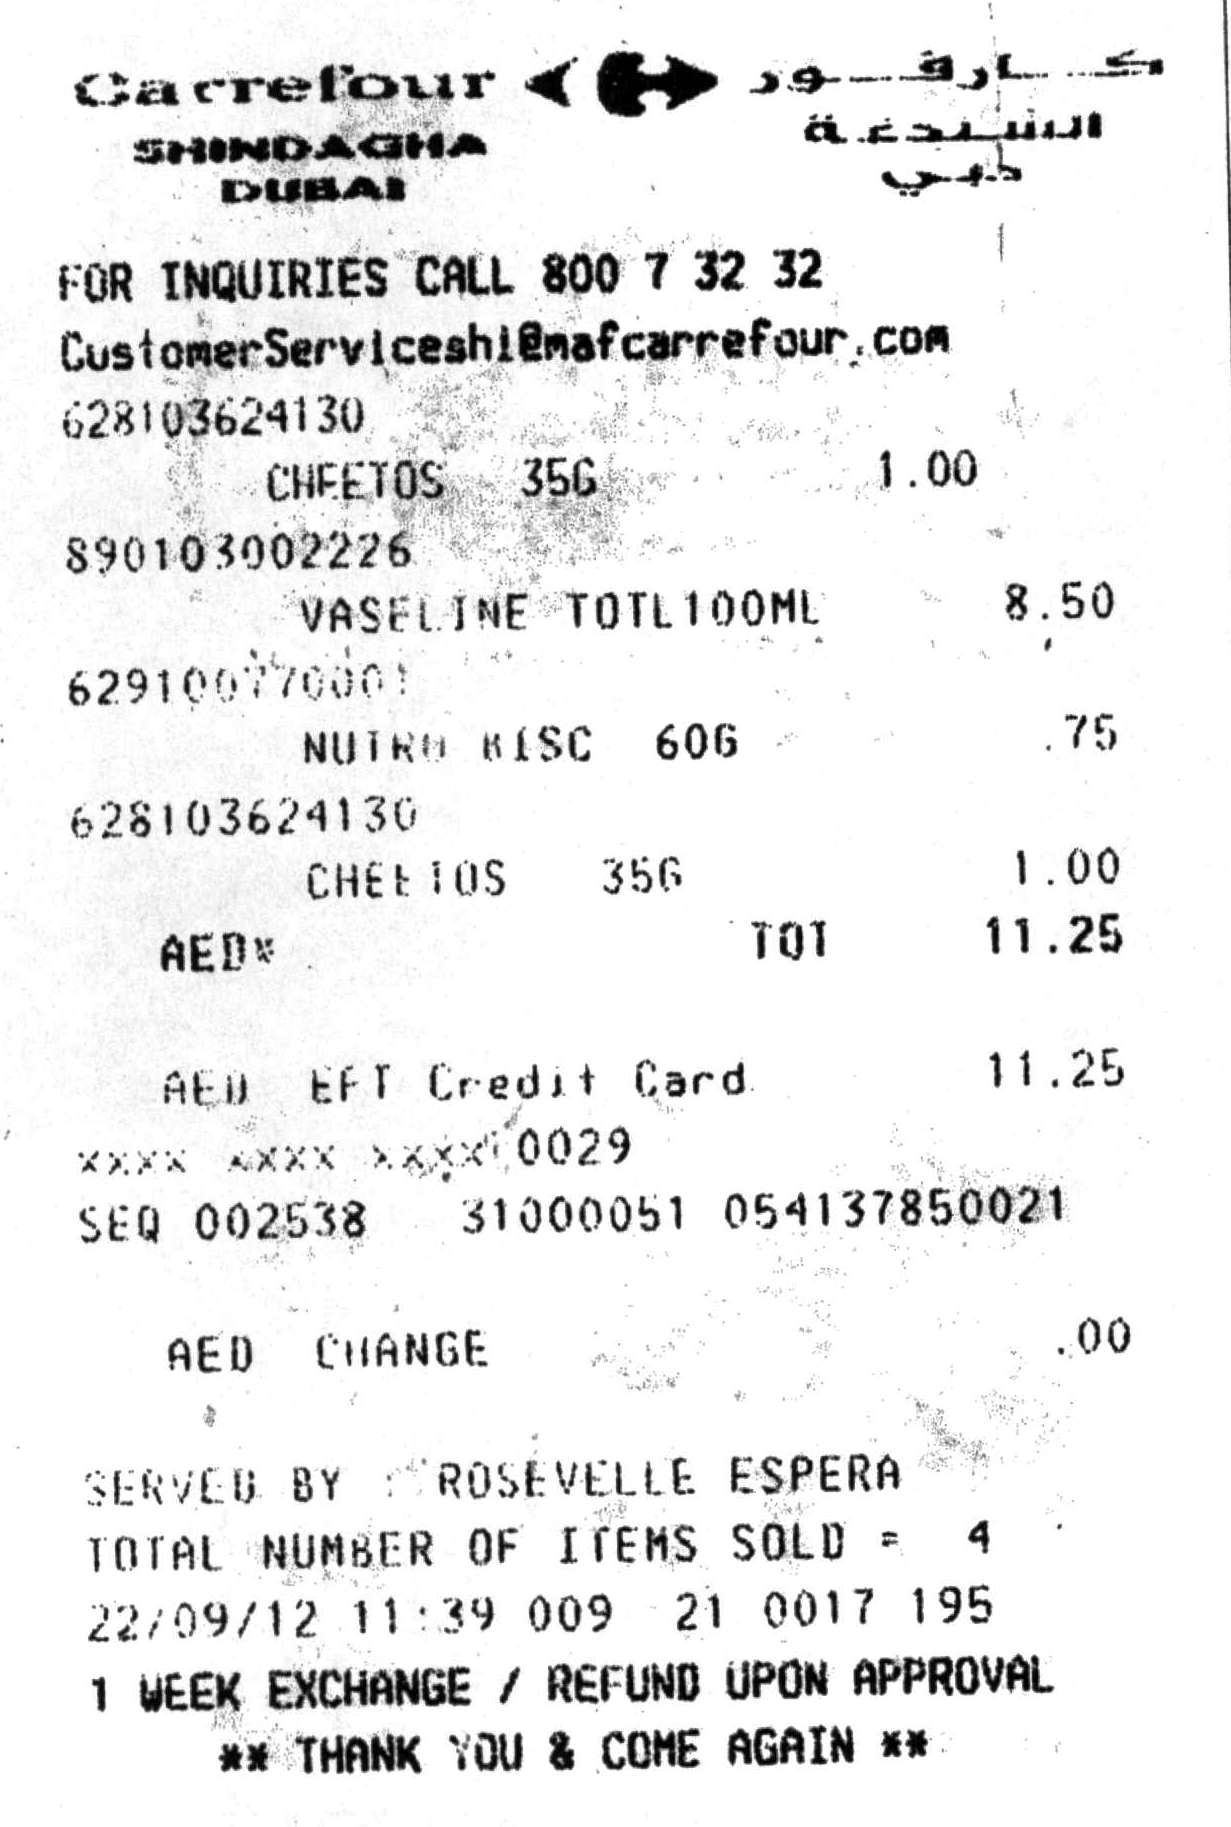 Carrefour كارفور
SHINDAGHA الشندغة
DUBAI دبي
FOR INQUIRIES CALL 800 7 32 32
CustomerServiceshi@mafcarrefour.com
628103624130
CHEETOS 35G 1.00
890103002226
VASELINE TOTL100ML 8.50
629100770001
NUTRO BISC 60G .75
628103624130
CHEETOS 35G 1.00
AED* TOT 11.25
AED EFT Credit Card 11.25
xxxx xxxx xxxx 0029
SEQ 002538 31000051 054137850021
AED CHANGE .00
SERVED BY : ROSEVELLE ESPERA
TOTAL NUMBER OF ITEMS SOLD = 4
22/09/12 11:39 009 21 0017 195
1 WEEK EXCHANGE / REFUND UPON APPROVAL
** THANK YOU & COME AGAIN **